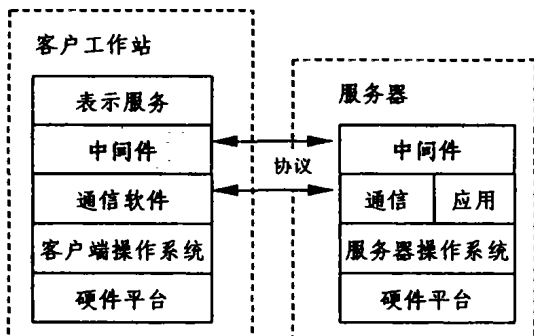 客户工作站
表示服务
中间件
通信软件
客户端操作系统
硬件平台
协议
服务器
中间件
通信 应用
服务器操作系统
硬件平台